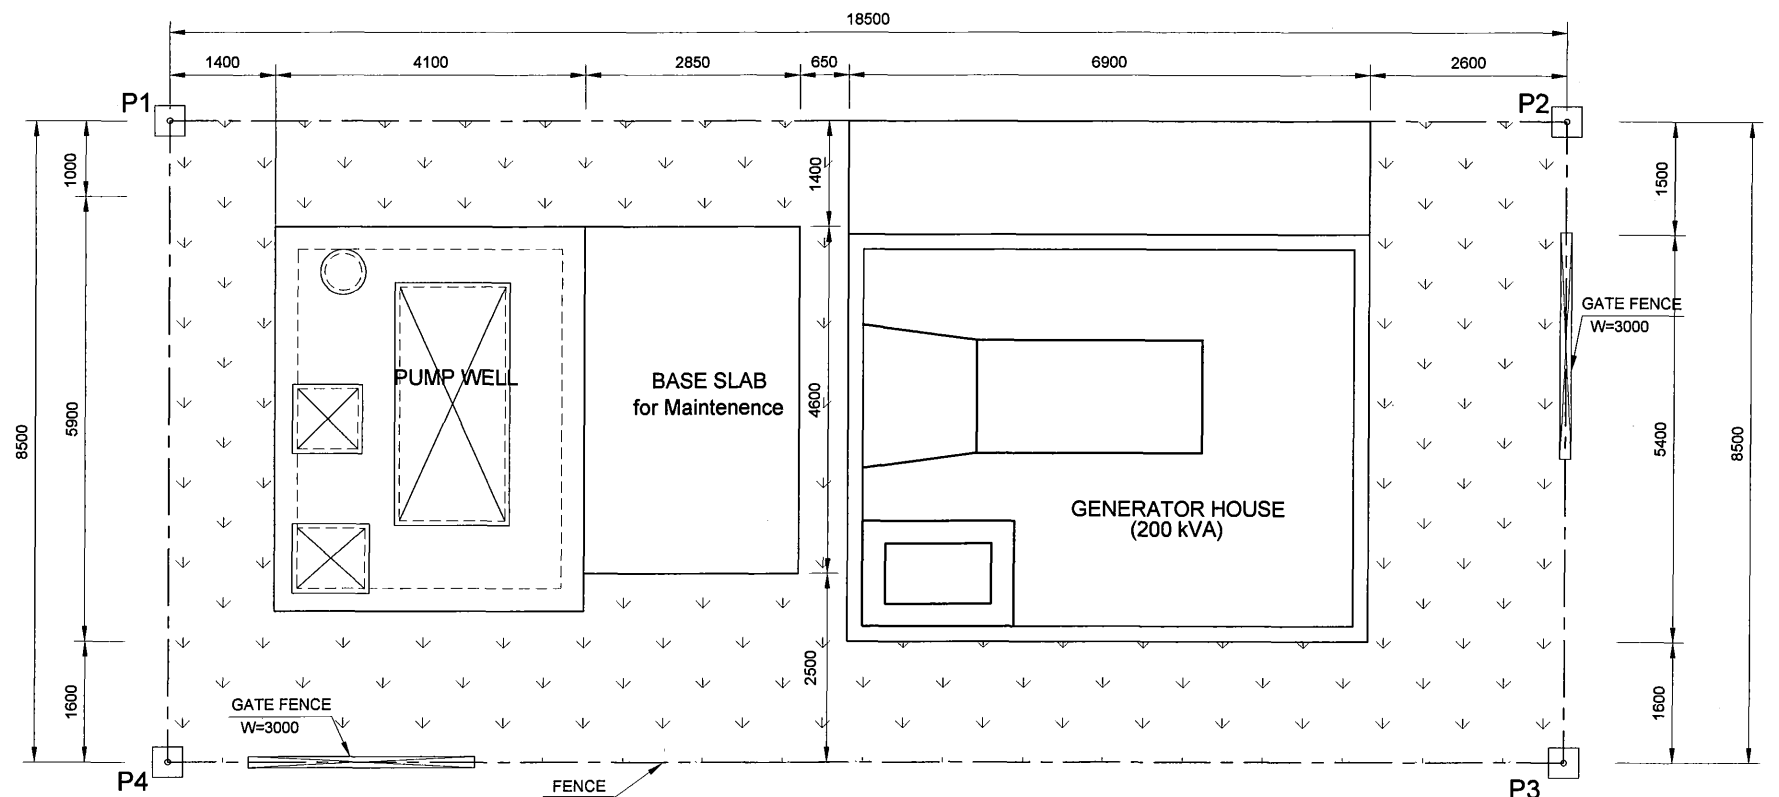 18500
1400
4100
2850
650
6900
2600
P1
P2
1000
1400
1500
GATE FENCE
W=3000
PUMP WELL
BASE SLAB
for Maintenence
8500
5900
4600
5400
8500
GENERATOR HOUSE
(200 kVA)
1600
2500
1600
GATE FENCE
W=3000
P4
FENCE
P3